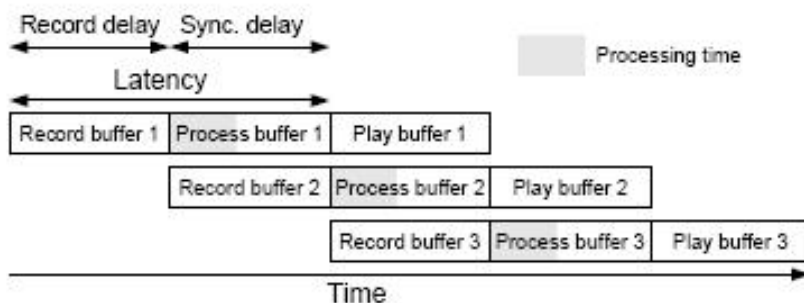 Record delay Sync. delay
Processing time
Latency
Record buffer 1 Process buffer 1 Play buffer 1
Record buffer 2 Process buffer 2 Play buffer 2
Record buffer 3 Process buffer 3 Play buffer 3
Time